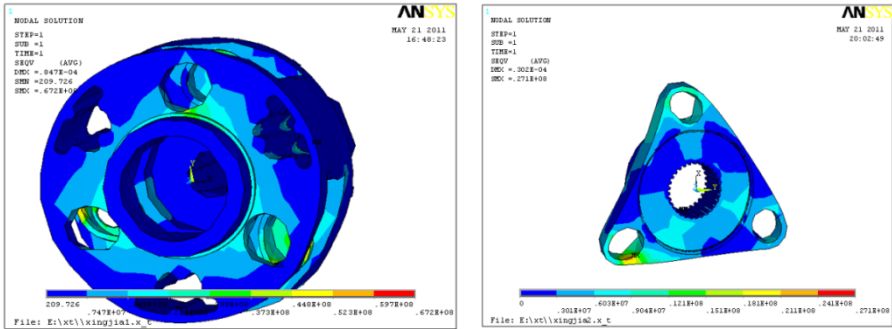 1
NODAL SOLUTION
STEP=1
SUB =1
TIME=1
SEQV (AVG)
DMX =.847E-04
SMN =209.726
SMX =.672E+08
ANSYS
MAY 21 2011
16:48:23
Y
209.726
.747E+07
.373E+08
.448E+08
.523E+08
.597E+08
.672E+08
File: E:\xt\\xingjia1.x_t
1
NODAL SOLUTION
STEP=1
SUB =1
TIME=1
SEQV (AVG)
DMX =.302E-04
SMX =.271E+08
ANSYS
MAY 21 2011
20:02:49
X
Y
0
.301E+07
.603E+07
.904E+07
.121E+08
.151E+08
.181E+08
.211E+08
.241E+08
.271E+08
File: E:\xt\\xingjia2.x_t